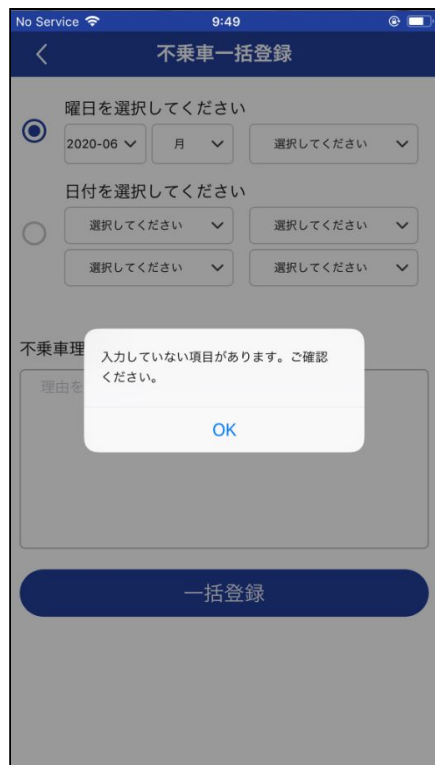 No Service 9:49
不乗車一括登録
曜日を選択してください
2020-06 月 選択してください
日付を選択してください
選択してください 選択してください
選択してください 選択してください
不乗車理
理由を
入力していない項目があります。ご確認
ください。
OK
一括登録